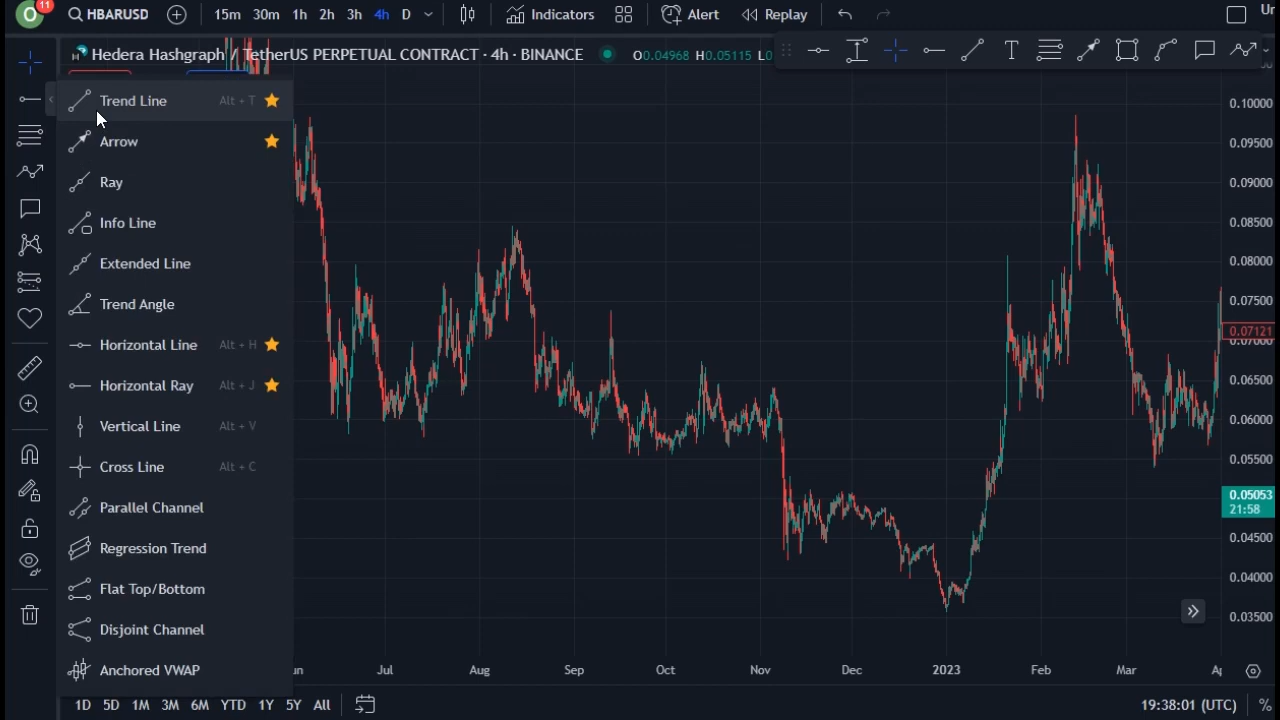 O 11 HBARUSD 15m 30m 1h 2h 3h 4h D Indicators Alert Replay
Hedera Hashgraph / TetherUS PERPETUAL CONTRACT · 4h · BINANCE O0.04968 H0.05115
Trend Line Alt + T
Arrow
Ray
Info Line
Extended Line
Trend Angle
Horizontal Line Alt + H
Horizontal Ray Alt + J
Vertical Line Alt + V
Cross Line Alt + C
Parallel Channel
Regression Trend
Flat Top/Bottom
Disjoint Channel
Anchored VWAP
0.10000
0.09500
0.09000
0.08500
0.08000
0.07500
0.07121
0.07000
0.06500
0.06000
0.05500
0.05053
21:58
0.04500
0.04000
0.03500
Jul Aug Sep Oct Nov Dec 2023 Feb Mar
1D 5D 1M 3M 6M YTD 1Y 5Y All 19:38:01 (UTC) %